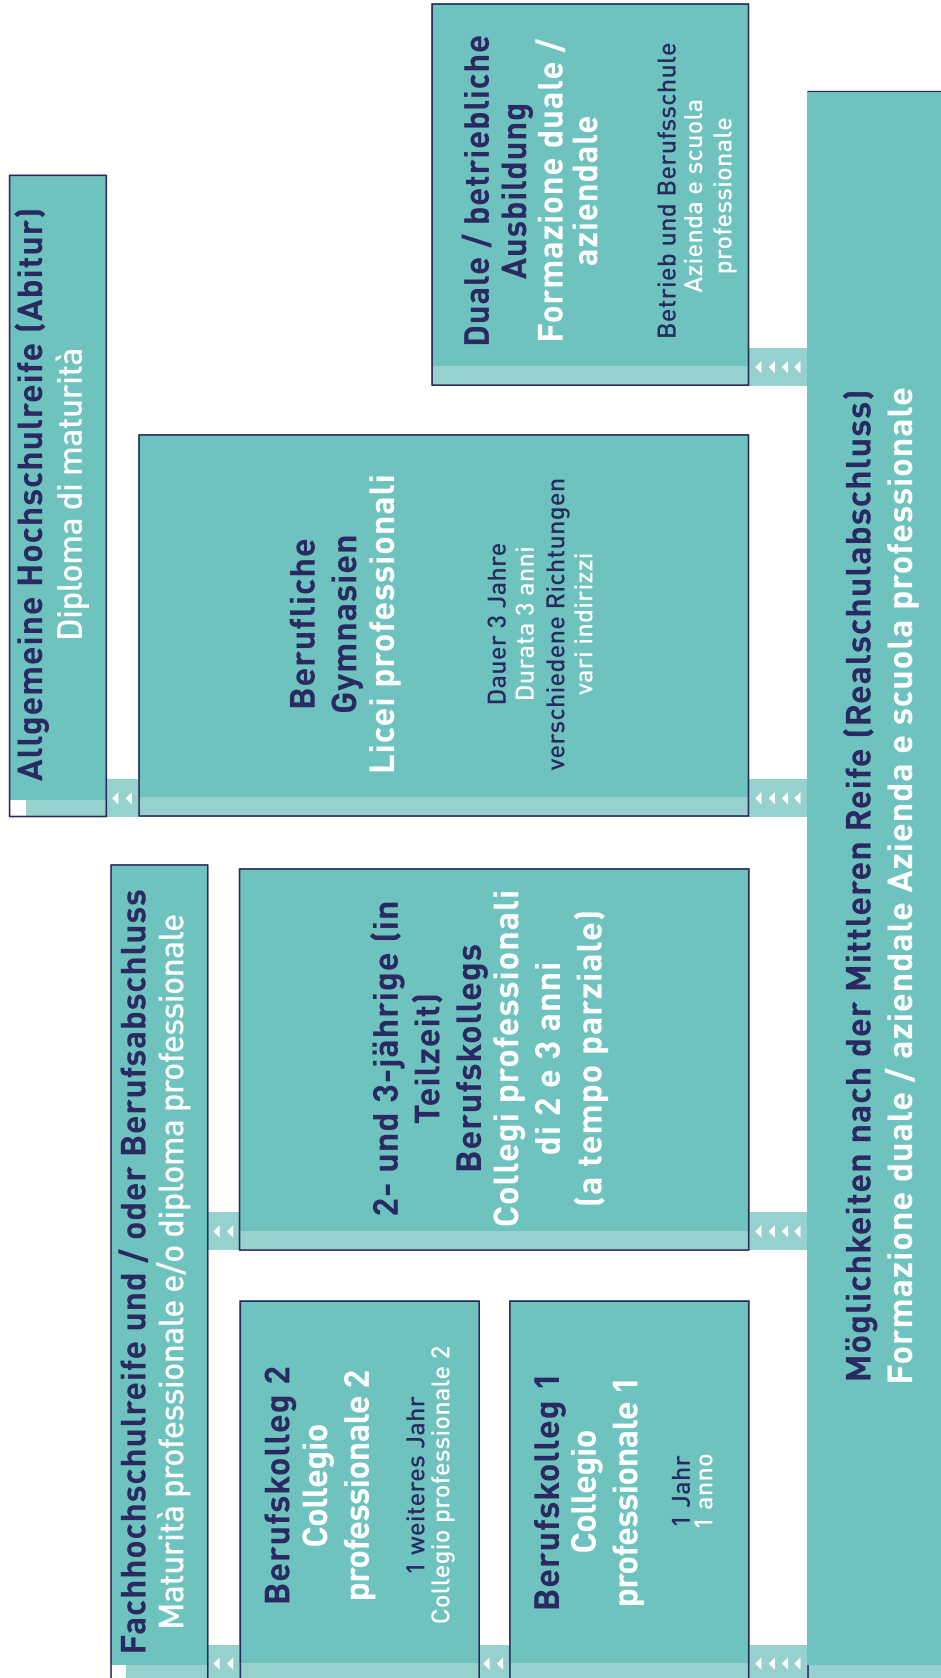 Allgemeine Hochschulreife (Abitur)
Diploma di maturità
Fachhochschulreife und / oder Berufsabschluss
Maturità professionale e/o diploma professionale
Berufskolleg 2
Collegio
professionale 2
1 weiteres Jahr
Collegio professionale 2
Berufskolleg 1
Collegio
professionale 1
1 Jahr
1 anno
2- und 3-jährige (in
Teilzeit)
Berufskollegs
Collegi professionali
di 2 e 3 anni
(a tempo parziale)
Berufliche
Gymnasien
Licei professionali
Dauer 3 Jahre
Durata 3 anni
verschiedene Richtungen
vari indirizzi
Duale / betriebliche
Ausbildung
Formazione duale /
aziendale
Betrieb und Berufsschule
Azienda e scuola
professionale
Möglichkeiten nach der Mittleren Reife (Realschulabschluss)
Formazione duale / aziendale Azienda e scuola professionale